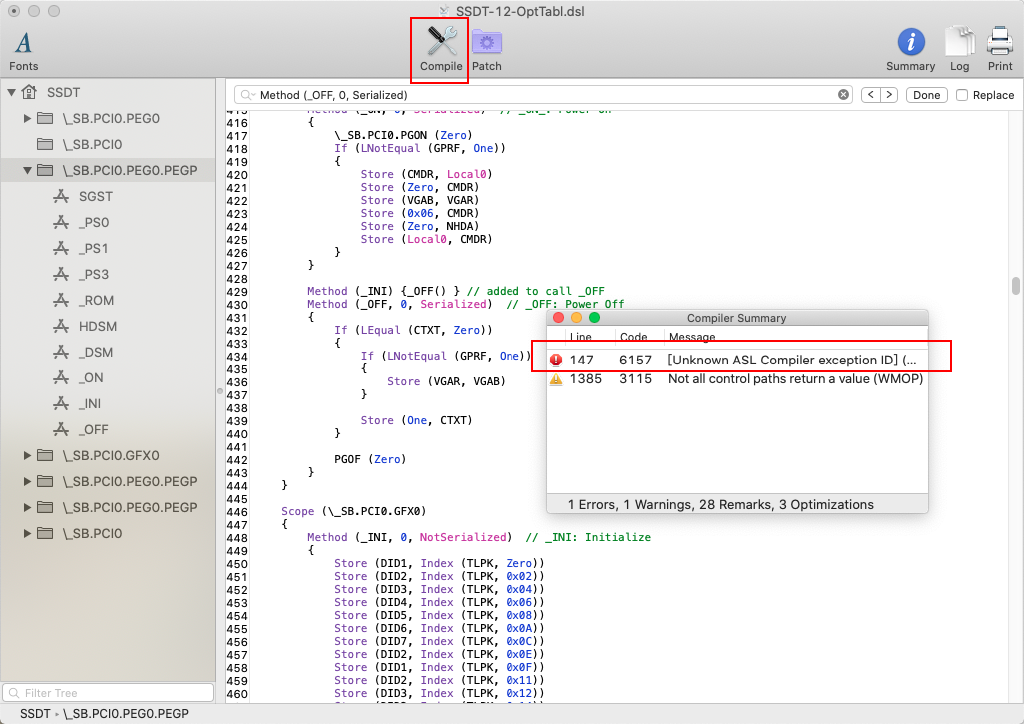 SSDT-12-OptTabl.dsl
Fonts
Compile
Patch
Summary
Log
Print
SSDT
\_SB.PCI0.PEG0
\_SB.PCI0
\_SB.PCI0.PEG0.PEGP
SGST
_PS0
_PS1
_PS3
_ROM
HDSM
_DSM
_ON
_INI
_OFF
\_SB.PCI0.GFX0
\_SB.PCI0.PEG0.PEGP
\_SB.PCI0.PEG0.PEGP
\_SB.PCI0
Filter Tree
SSDT \_SB.PCI0.PEG0.PEGP
Method (_OFF, 0, Serialized)
< > Done Replace
415 Method (_ON, 0, Serialized) // _ON_: Power On
416 {
417 \_SB.PCI0.PGON (Zero)
418 If (LNotEqual (GPRF, One))
419 {
420 Store (CMDR, Local0)
421 Store (Zero, CMDR)
422 Store (VGAB, VGAR)
423 Store (0x06, CMDR)
424 Store (Zero, NHDA)
425 Store (Local0, CMDR)
426 }
427 }
428
429 Method (_INI) {_OFF() } // added to call _OFF
430 Method (_OFF, 0, Serialized) // _OFF: Power Off
431 {
432 If (LEqual (CTXT, Zero))
433 {
434 If (LNotEqual (GPRF, One))
435 {
436 Store (VGAR, VGAB)
437 }
438
439 Store (One, CTXT)
440 }
441
442 PGOF (Zero)
443 }
444 }
445
446 Scope (\_SB.PCI0.GFX0)
447 {
448 Method (_INI, 0, NotSerialized) // _INI: Initialize
449 {
450 Store (DID1, Index (TLPK, Zero))
451 Store (DID2, Index (TLPK, 0x02))
452 Store (DID3, Index (TLPK, 0x04))
453 Store (DID4, Index (TLPK, 0x06))
454 Store (DID5, Index (TLPK, 0x08))
455 Store (DID6, Index (TLPK, 0x0A))
456 Store (DID7, Index (TLPK, 0x0C))
457 Store (DID2, Index (TLPK, 0x0E))
458 Store (DID1, Index (TLPK, 0x0F))
459 Store (DID2, Index (TLPK, 0x11))
460 Store (DID3, Index (TLPK, 0x12))
Compiler Summary
Line Code Message
147 6157 [Unknown ASL Compiler exception ID] (...
1385 3115 Not all control paths return a value (WMOP)
1 Errors, 1 Warnings, 28 Remarks, 3 Optimizations